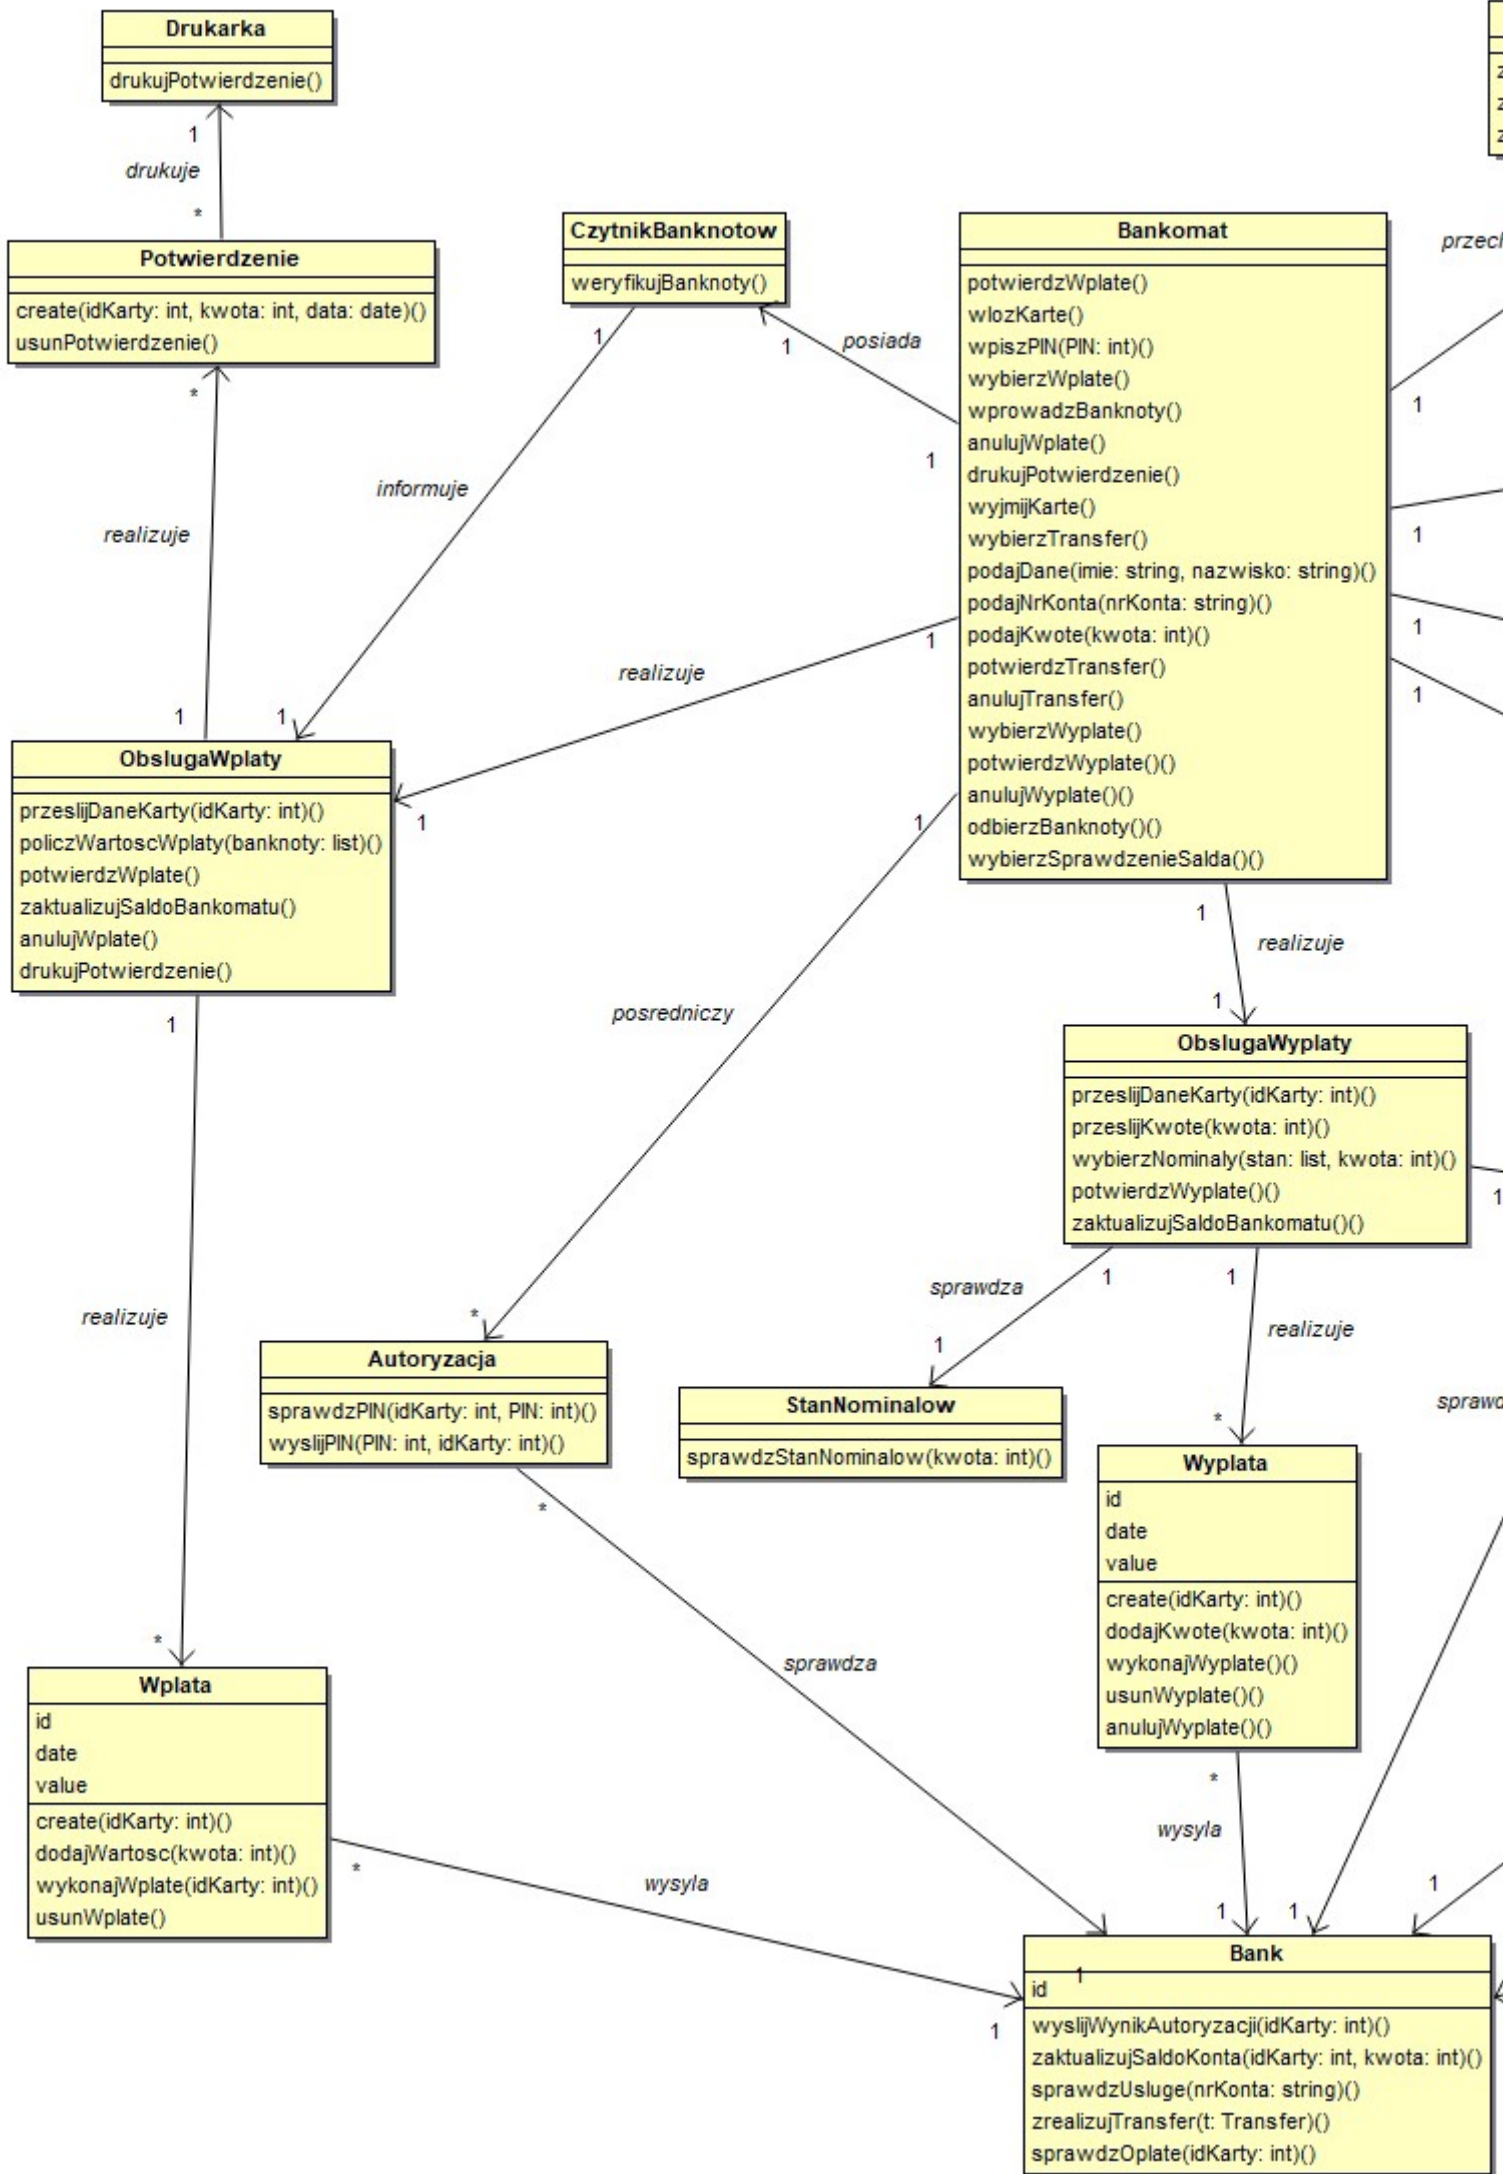 Drukarka
drukujPotwierdzenie()
1
drukuje
*
Potwierdzenie
create(idKarty: int, kwota: int, data: date)()
usunPotwierdzenie()
*
realizuje
1
CzytnikBanknotow
weryfikujBanknoty()
1
informuje
1
1
posiada
1
Bankomat
potwierdzWplate()
wlozKarte()
wpiszPIN(PIN: int)()
wybierzWplate()
wprowadzBanknoty()
anulujWplate()
drukujPotwierdzenie()
wyjmijKarte()
wybierzTransfer()
podajDane(imie: string, nazwisko: string)()
podajNrKonta(nrKonta: string)()
podajKwote(kwota: int)()
potwierdzTransfer()
anulujTransfer()
wybierzWyplate()
potwierdzWyplate()()
anulujWyplate()()
odbierzBanknoty()()
wybierzSprawdzenieSalda()()
z
z
z
przech
1
1
1
1
1
realizuje
1
ObslugaWplaty
przeslijDaneKarty(idKarty: int)()
policzWartoscWplaty(banknoty: list)()
potwierdzWplate()
zaktualizujSaldoBankomatu()
anulujWplate()
drukujPotwierdzenie()
1
realizuje
*
1
posredniczy
*
1
realizuje
1
ObslugaWyplaty
przeslijDaneKarty(idKarty: int)()
przeslijKwote(kwota: int)()
wybierzNominaly(stan: list, kwota: int)()
potwierdzWyplate()()
zaktualizujSaldoBankomatu()()
1
1
sprawdza
1
1
realizuje
*
Autoryzacja
sprawdzPIN(idKarty: int, PIN: int)()
wyslijPIN(PIN: int, idKarty: int)()
*
sprawdza
1
StanNominalow
sprawdzStanNominalow(kwota: int)()
sprawd
Wyplata
id
date
value
create(idKarty: int)()
dodajKwote(kwota: int)()
wykonajWyplate()()
usunWyplate()()
anulujWyplate()()
*
wysyla
1
1
1
Wplata
id
date
value
create(idKarty: int)()
dodajWartosc(kwota: int)()
wykonajWplate(idKarty: int)()
usunWplate()
*
wysyla
1
Bank
id
wyslijWynikAutoryzacji(idKarty: int)()
zaktualizujSaldoKonta(idKarty: int, kwota: int)()
sprawdzUsluge(nrKonta: string)()
zrealizujTransfer(t: Transfer)()
sprawdzOplate(idKarty: int)()